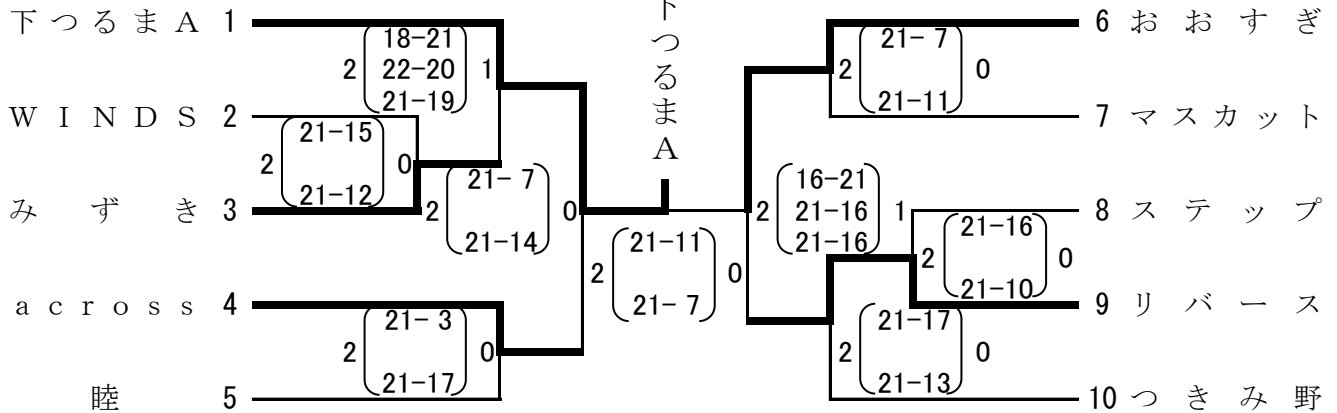 下つるまA 1
18-21
2 22-20 1
21-19
WINDS 2
21-15
2 0
21-12
みずき 3
21- 7
2 0
21-14
across 4
21- 3
2 0
21-17
睦 5
下つるまA
21-11
2 0
21- 7
6 おおすぎ
21- 7
2 0
21-11
7 マスカット
16-21
2 21-16 1
21-16
8 ステップ
21-16
2 0
21-10
9 リバース
21-17
2 0
21-13
10 つきみ野